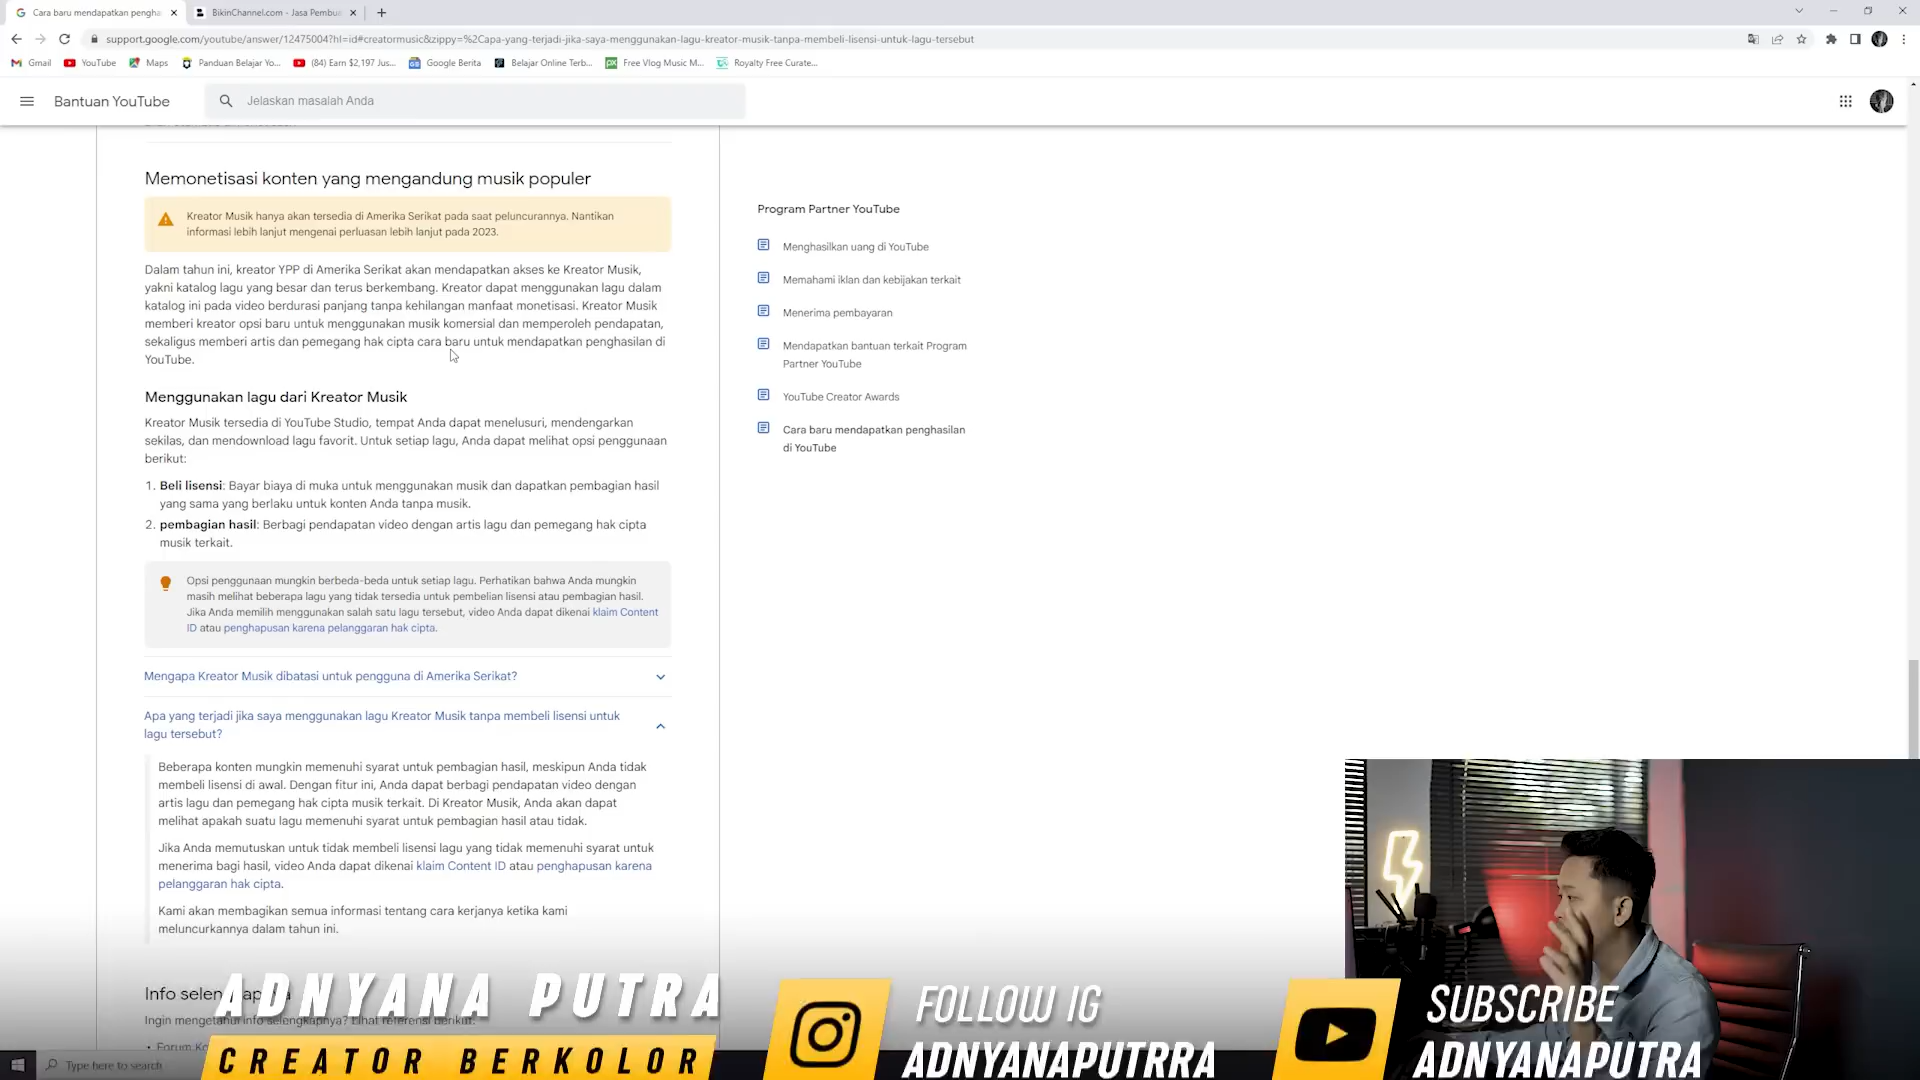 Cara baru mendapatkan pengha
BikinChannel.com - Jasa Pembua
support.google.com/youtube/answer/12475004?hl=id#creatormusic&zippy=%2Capa-yang-terjadi-jika-saya-menggunakan-lagu-kreator-musik-tanpa-membeli-lisensi-untuk-lagu-tersebut
Gmail
YouTube
Maps
Panduan Belajar Yo...
(84) Earn $2,197 Jus...
Google Berita
Belajar Online Terb...
Free Vlog Music M...
Royalty Free Curate...
Bantuan YouTube
Jelaskan masalah Anda
Memonetisasi konten yang mengandung musik populer
Kreator Musik hanya akan tersedia di Amerika Serikat pada saat peluncurannya. Nantikan
informasi lebih lanjut mengenai perluasan lebih lanjut pada 2023.
Dalam tahun ini, kreator YPP di Amerika Serikat akan mendapatkan akses ke Kreator Musik,
yakni katalog lagu yang besar dan terus berkembang. Kreator dapat menggunakan lagu dalam
katalog ini pada video berdurasi panjang tanpa kehilangan manfaat monetisasi. Kreator Musik
memberi kreator opsi baru untuk menggunakan musik komersial dan memperoleh pendapatan,
sekaligus memberi artis dan pemegang hak cipta cara baru untuk mendapatkan penghasilan di
YouTube.
Menggunakan lagu dari Kreator Musik
Kreator Musik tersedia di YouTube Studio, tempat Anda dapat menelusuri, mendengarkan
sekilas, dan mendownload lagu favorit. Untuk setiap lagu, Anda dapat melihat opsi penggunaan
berikut:
1. Beli lisensi: Bayar biaya di muka untuk menggunakan musik dan dapatkan pembagian hasil
yang sama yang berlaku untuk konten Anda tanpa musik.
2. pembagian hasil: Berbagi pendapatan video dengan artis lagu dan pemegang hak cipta
musik terkait.
Opsi penggunaan mungkin berbeda-beda untuk setiap lagu. Perhatikan bahwa Anda mungkin
masih melihat beberapa lagu yang tidak tersedia untuk pembelian lisensi atau pembagian hasil.
Jika Anda memilih menggunakan salah satu lagu tersebut, video Anda dapat dikenai klaim Content
ID atau penghapusan karena pelanggaran hak cipta.
Mengapa Kreator Musik dibatasi untuk pengguna di Amerika Serikat?
Apa yang terjadi jika saya menggunakan lagu Kreator Musik tanpa membeli lisensi untuk
lagu tersebut?
Beberapa konten mungkin memenuhi syarat untuk pembagian hasil, meskipun Anda tidak
membeli lisensi di awal. Dengan fitur ini, Anda dapat berbagi pendapatan video dengan
artis lagu dan pemegang hak cipta musik terkait. Di Kreator Musik, Anda akan dapat
melihat apakah suatu lagu memenuhi syarat untuk pembagian hasil atau tidak.
Jika Anda memutuskan untuk tidak membeli lisensi lagu yang tidak memenuhi syarat untuk
menerima bagi hasil, video Anda dapat dikenai klaim Content ID atau penghapusan karena
pelanggaran hak cipta.
Kami akan membagikan semua informasi tentang cara kerjanya ketika kami
meluncurkannya dalam tahun ini.
Program Partner YouTube
Menghasilkan uang di YouTube
Memahami iklan dan kebijakan terkait
Menerima pembayaran
Mendapatkan bantuan terkait Program
Partner YouTube
YouTube Creator Awards
Cara baru mendapatkan penghasilan
di YouTube
Info
Ingin mengetahui info selengkapnya? Lihat referensi berikut:
Type here to search
ADNYANA PUTRA
CREATOR BERKOLOR
FOLLOW IG
ADNYANAPUTRRA
SUBSCRIBE
ADNYANAPUTRA